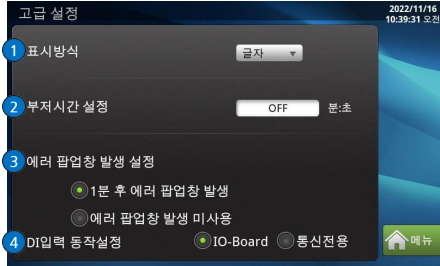 고급 설정
2022/11/16
10:39:31 오전
1 표시방식 글자
2 부저시간 설정 OFF 분:초
3 에러 팝업창 발생 설정
1분 후 에러 팝업창 발생
에러 팝업창 발생 미사용
4 DI입력 동작설정 IO-Board 통신전용
메뉴